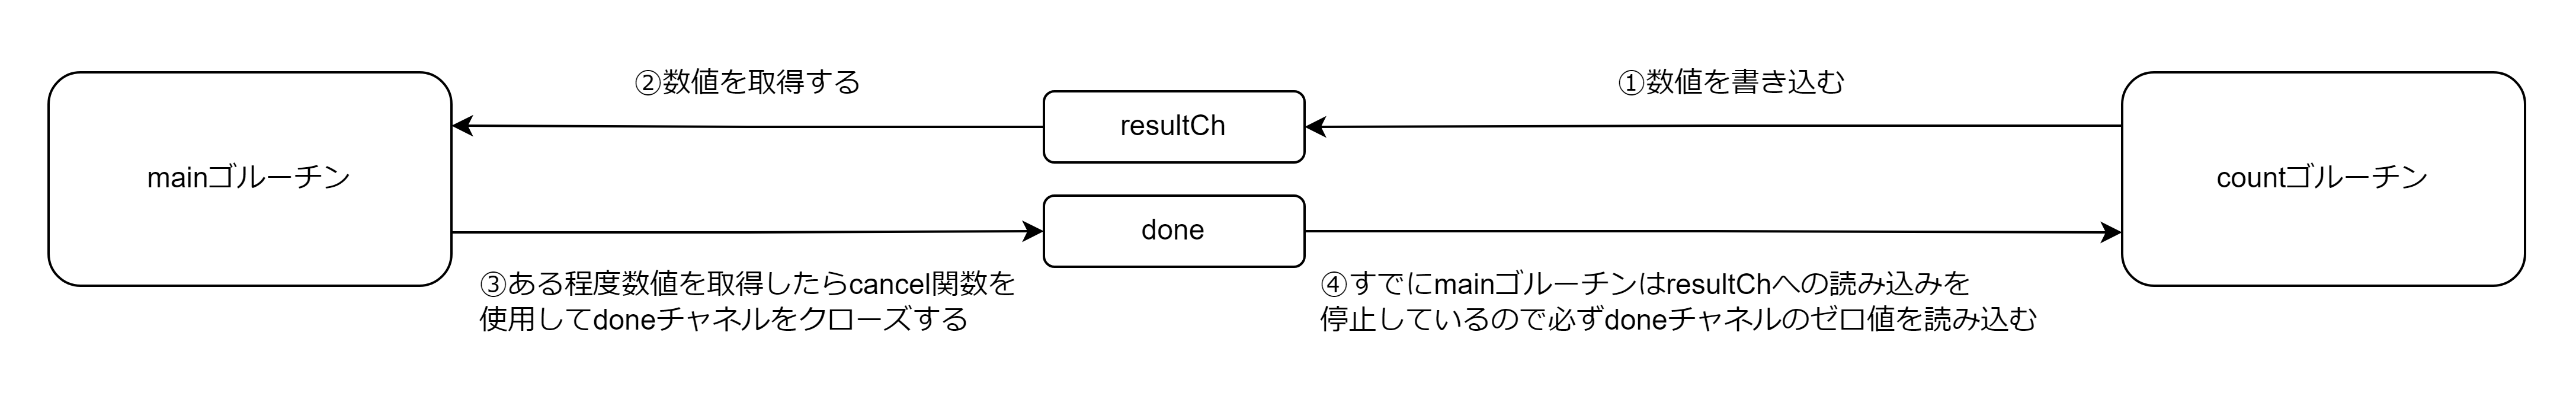 ②数値を取得する
①数値を書き込む
resultCh
mainゴルーチン
countゴルーチン
done
③ある程度数値を取得したらcancel関数を
使用してdoneチャネルをクローズする
④すでにmainゴルーチンはresultChへの読み込みを
停止しているので必ずdoneチャネルのゼロ値を読み込む